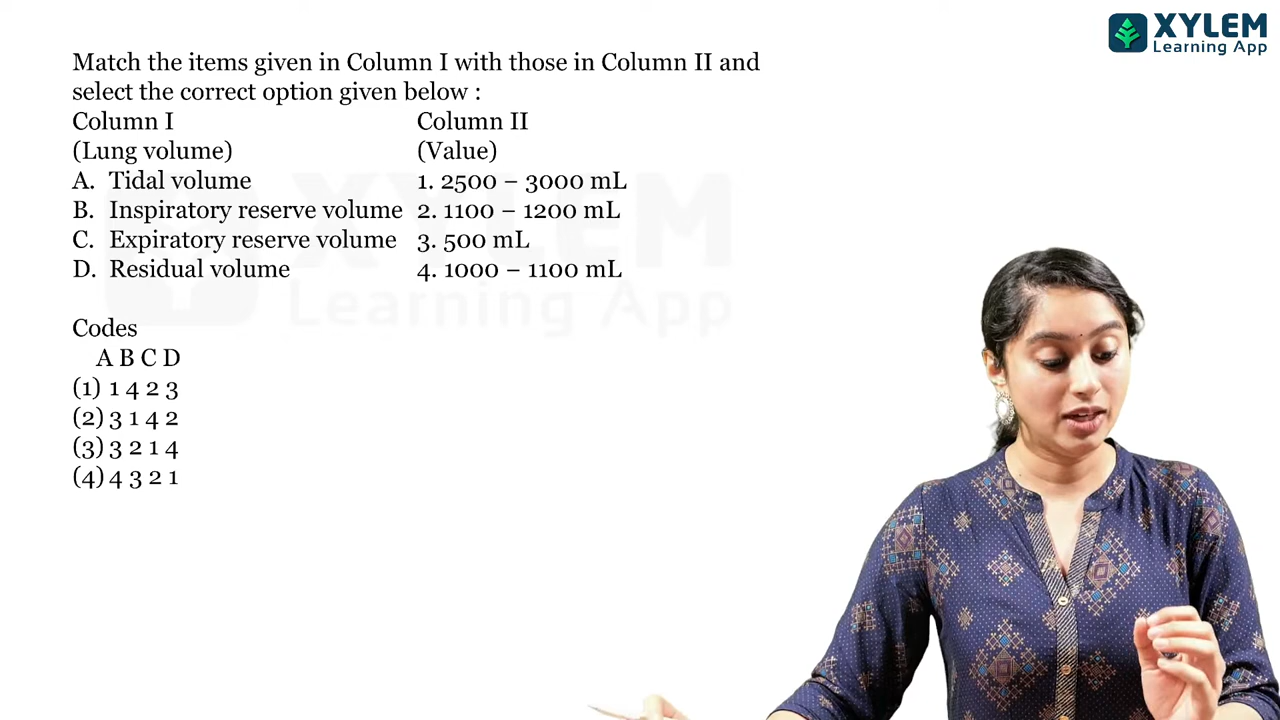 XYLEM
Learning App
Match the items given in Column I with those in Column II and
select the correct option given below :
Column I Column II
(Lung volume) (Value)
A. Tidal volume 1. 2500 – 3000 mL
B. Inspiratory reserve volume 2. 1100 – 1200 mL
C. Expiratory reserve volume 3. 500 mL
D. Residual volume 4. 1000 – 1100 mL
XYLEM
Learning App
Codes
A B C D
(1) 1 4 2 3
(2) 3 1 4 2
(3) 3 2 1 4
(4) 4 3 2 1